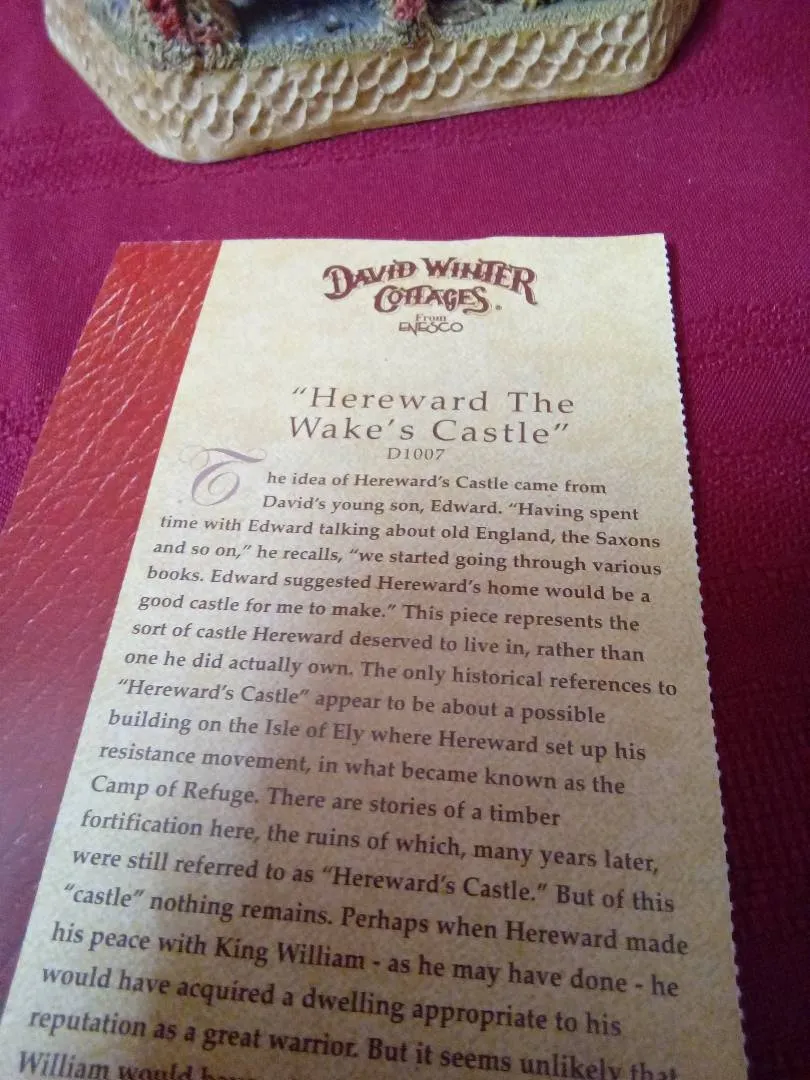 DAVID WINTER
COTTAGES®
From
ENESCO
"Hereward The
Wake's Castle"
D1007
The idea of Hereward's Castle came from
David's young son, Edward. "Having spent
time with Edward talking about old England, the Saxons
and so on," he recalls, "we started going through various
books. Edward suggested Hereward's home would be a
good castle for me to make." This piece represents the
sort of castle Hereward deserved to live in, rather than
one he did actually own. The only historical references to
"Hereward's Castle" appear to be about a possible
building on the Isle of Ely where Hereward set up his
resistance movement, in what became known as the
Camp of Refuge. There are stories of a timber
fortification here, the ruins of which, many years later,
were still referred to as "Hereward's Castle." But of this
"castle" nothing remains. Perhaps when Hereward made
his peace with King William - as he may have done - he
would have acquired a dwelling appropriate to his
reputation as a great warrior. But it seems unlikely that
William would